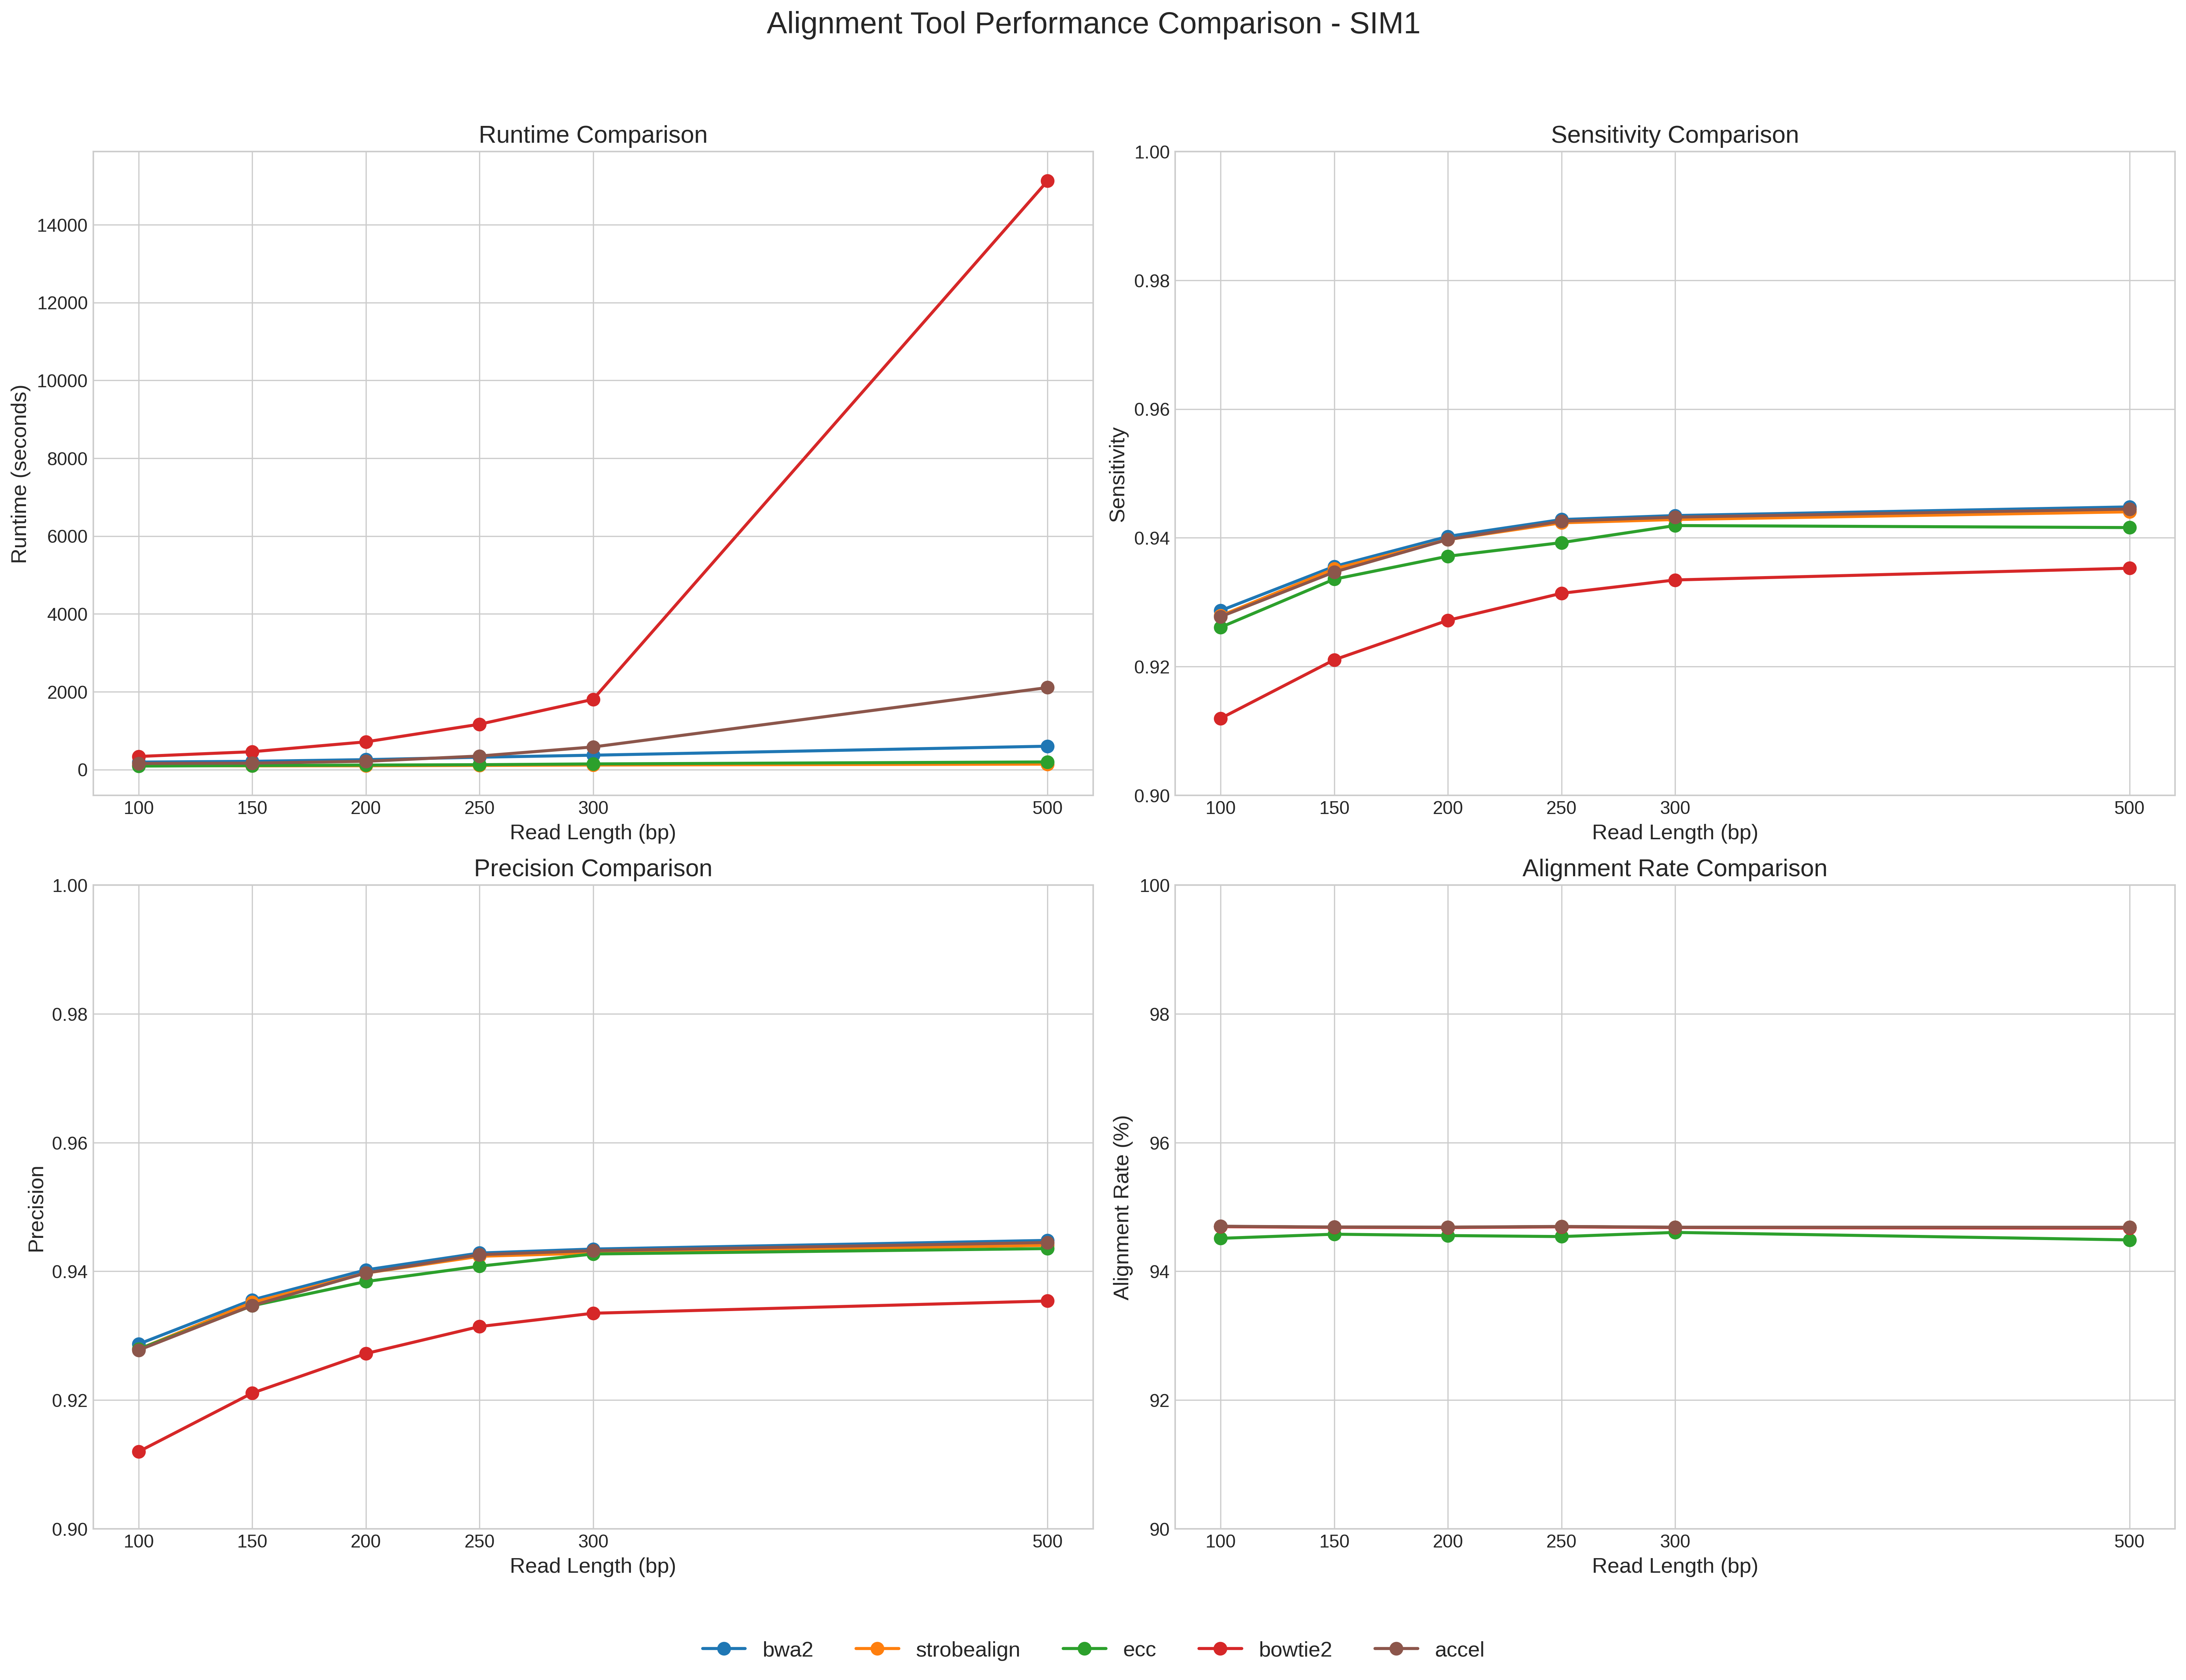 Alignment Tool Performance Comparison - SIM1
Runtime Comparison
Runtime (seconds)
14000
12000
10000
8000
6000
4000
2000
0
100 150 200 250 300 500
Read Length (bp)
Sensitivity Comparison
Sensitivity
1.00
0.98
0.96
0.94
0.92
0.90
100 150 200 250 300 500
Read Length (bp)
Precision Comparison
Precision
1.00
0.98
0.96
0.94
0.92
0.90
100 150 200 250 300 500
Read Length (bp)
Alignment Rate Comparison
Alignment Rate (%)
100
98
96
94
92
90
100 150 200 250 300 500
Read Length (bp)
bwa2 strobealign ecc bowtie2 accel